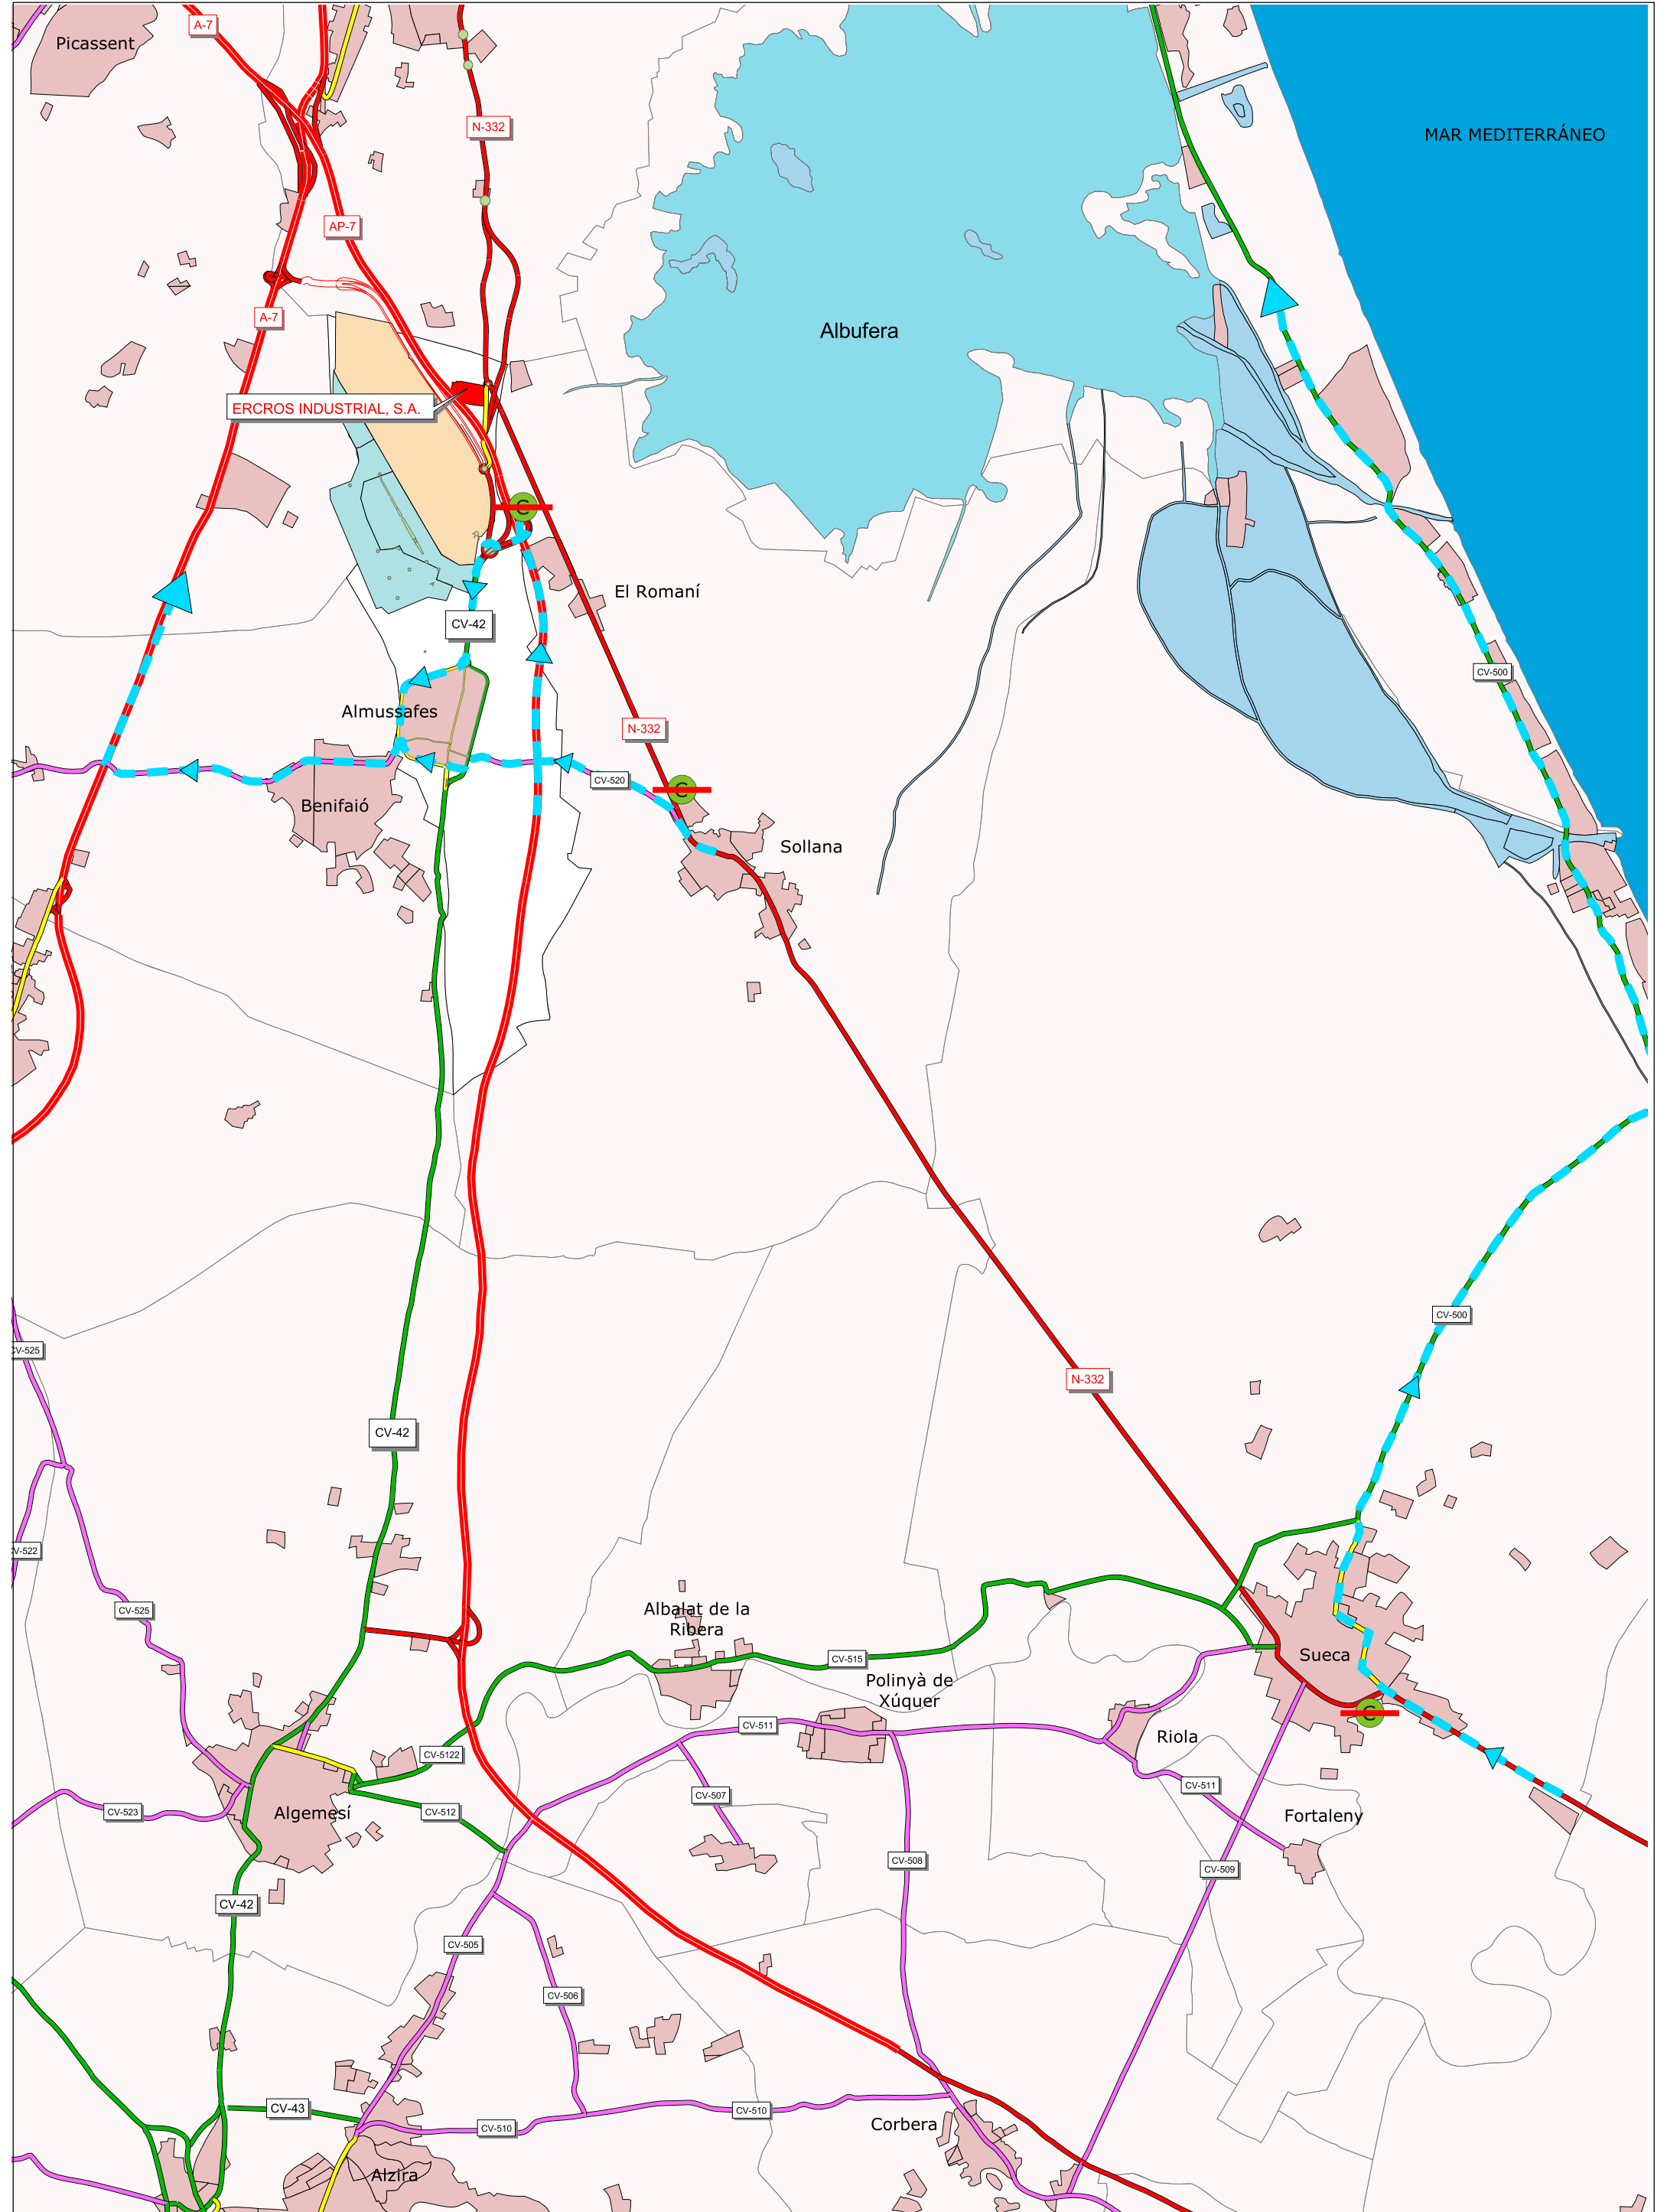 A-7
Picassent
N-332
MAR MEDITERRÁNEO
AP-7
A-7
Albufera
ERCROS INDUSTRIAL, S.A.
C
El Romaní
CV-42
CV-500
Almussafes
N-332
CV-520
C
Benifaió
Sollana
CV-500
CV-525
N-332
CV-42
V-522
CV-525
Albalat de la
Ribera
Sueca
CV-515
Polinyà de
Xúquer
C
CV-511
Riola
CV-5122
CV-511
CV-507
CV-523
CV-512
Algemesí
Fortaleny
CV-508
CV-509
CV-42
CV-505
CV-506
CV-43
CV-510
CV-510
Corbera
Alzira